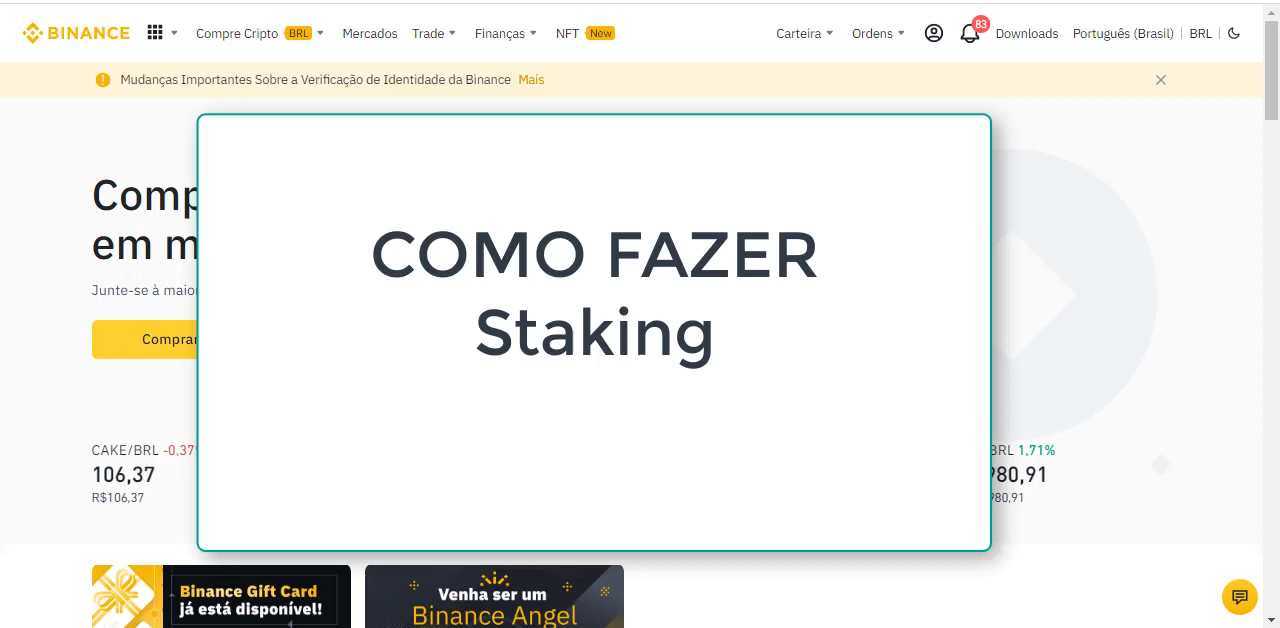 BINANCE
Compre Cripto BRL
Mercados
Trade
Finanças
NFT New
Carteira
Ordens
83
Downloads
Português (Brasil)
BRL
Mudanças Importantes Sobre a Verificação de Identidade da Binance Mais
Comp
em m
Junte-se à maior
Comprar
COMO FAZER
Staking
CAKE/BRL -0,37%
106,37
R$106,37
BRL 1,71%
980,91
980,91
Binance Gift Card
já está disponível!
Venha ser um
Binance Angel